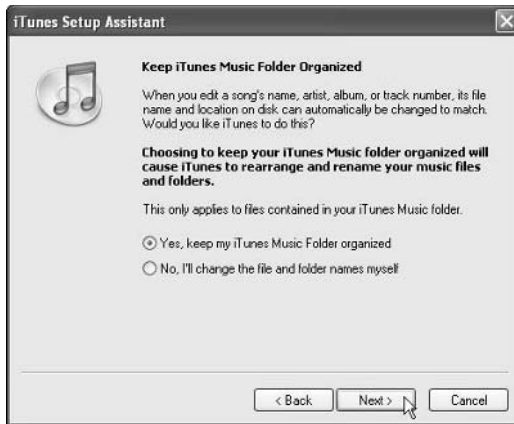 iTunes Setup Assistant
Keep iTunes Music Folder Organized
When you edit a song's name, artist, album, or track number, its file
name and location on disk can automatically be changed to match.
Would you like iTunes to do this?
Choosing to keep your iTunes Music folder organized will
cause iTunes to rearrange and rename your music files
and folders.
This only applies to files contained in your iTunes Music folder.
Yes, keep my iTunes Music Folder organized
No, I'll change the file and folder names myself
< Back Next > Cancel